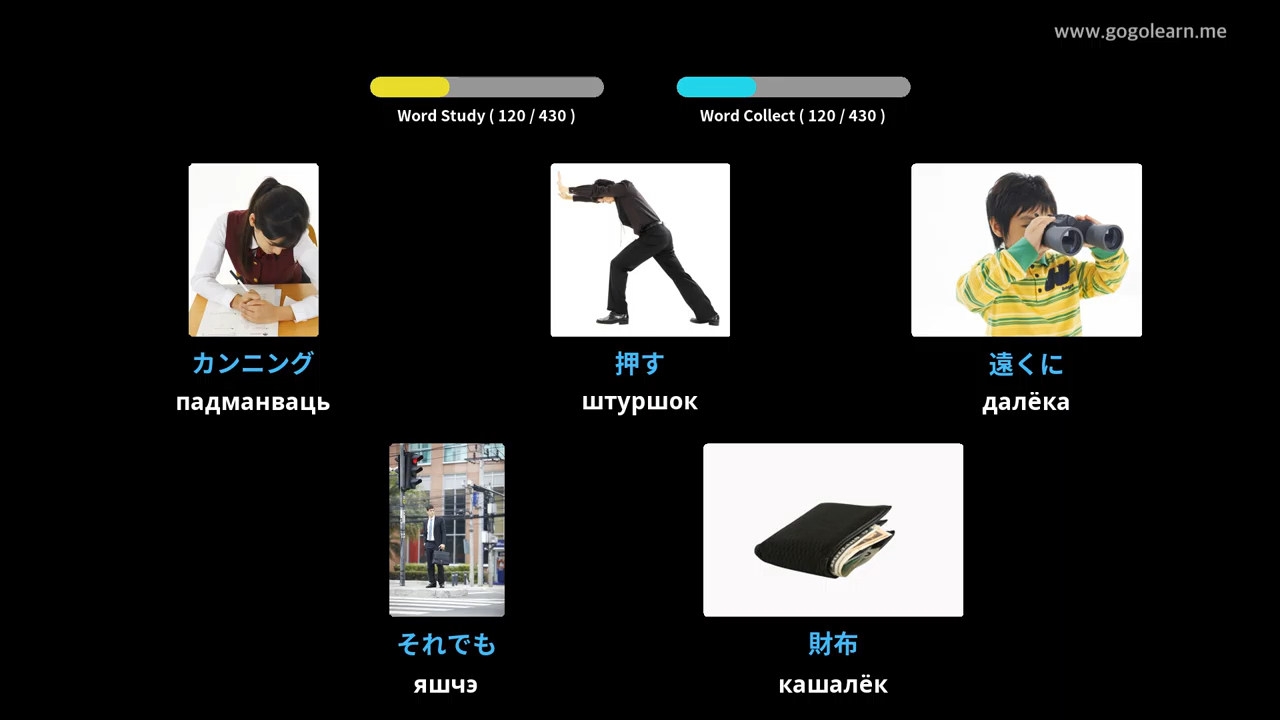 www.gogolearn.me
Word Study ( 120 / 430 )
Word Collect ( 120 / 430 )
カンニング
падманваць
押す
штуршок
遠くに
далёка
それでも
яшчэ
財布
кашалёк